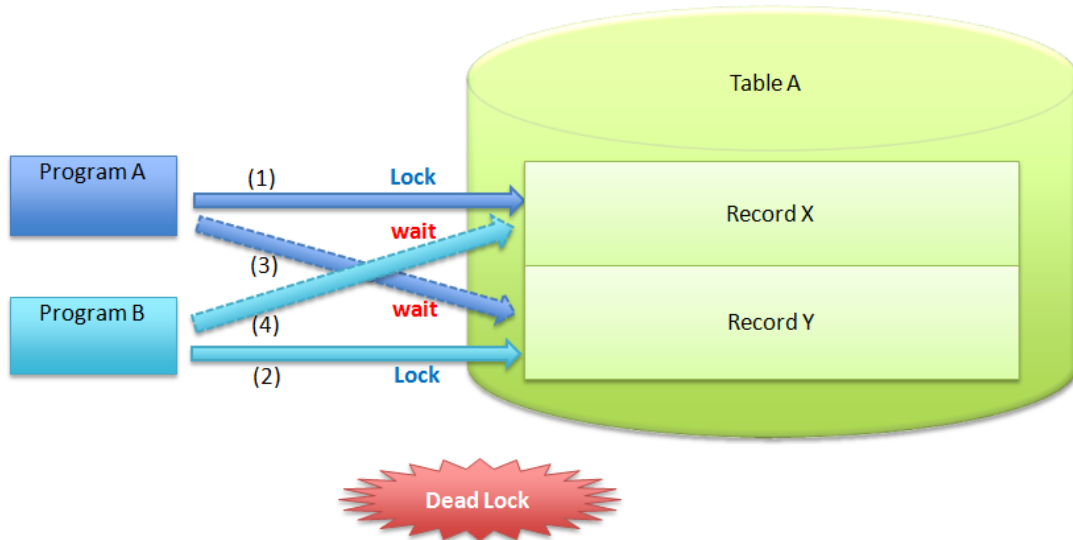 Table A
Program A
(1)
Lock
Record X
wait
(3)
Program B
wait
Record Y
(4)
(2)
Lock
Dead Lock